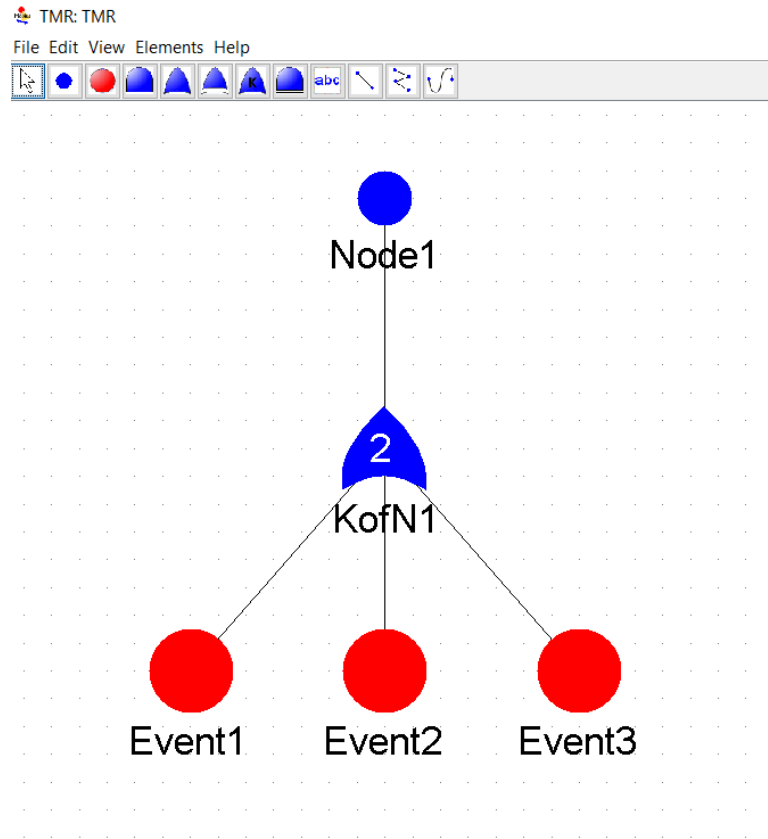 TMR: TMR
File Edit View Elements Help
K abc
Node1
2
KofN1
Event1 Event2 Event3